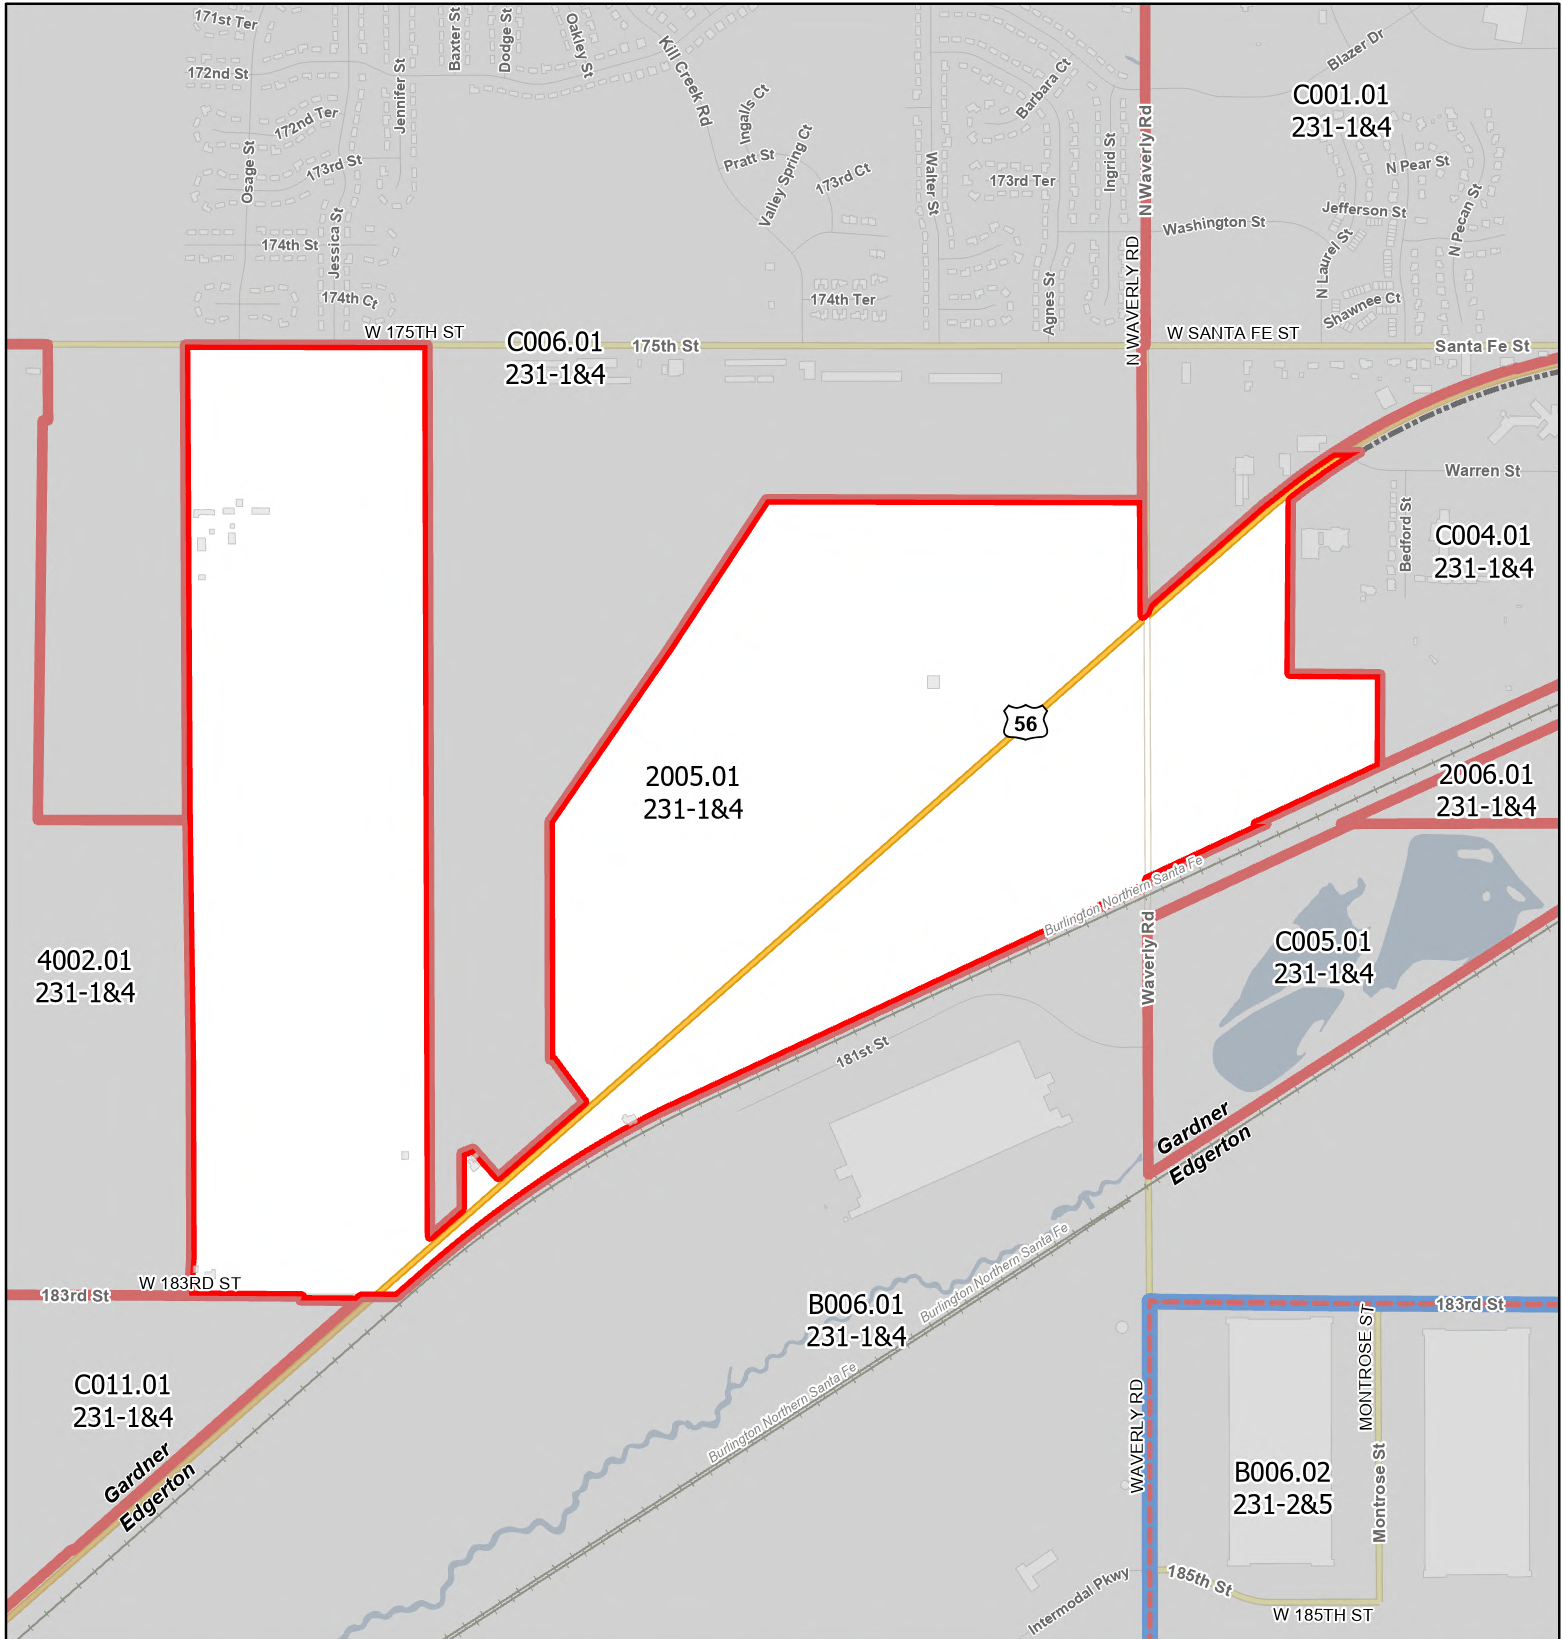 171st Ter
Baxter St
Dodge St
Oakley St
Kill Creek Rd
Blazer Dr
172nd St
Jennifer St
Ingalls Ct
Barbara Ct
C001.01
231-1&4
172nd Ter
N Waverly Rd
Osage St
173rd St
Pratt St
Valley Spring Ct
173rd Ct
Walter St
173rd Ter
Ingrid St
N Pear St
Jefferson St
N Pecan St
Washington St
174th St
Jessica St
N WAVERLY RD
N Laurel St
174th Ct
174th Ter
Agnes St
Shawnee Ct
W 175TH ST
C006.01
231-1&4
175th St
W SANTA FE ST
Santa Fe St
Warren St
Bedford St
C004.01
231-1&4
56
2005.01
231-1&4
2006.01
231-1&4
Burlington Northern Santa Fe
4002.01
231-1&4
Waverly Rd
C005.01
231-1&4
181st St
Gardner
Edgerton
W 183RD ST
183rd St
Burlington Northern Santa Fe
B006.01
231-1&4
183rd St
MONTROSE ST
C011.01
231-1&4
Burlington Northern Santa Fe
WAVERLY RD
Gardner
Edgerton
B006.02
231-2&5
Montrose St
Intermodal Pkwy
185th St
W 185TH ST